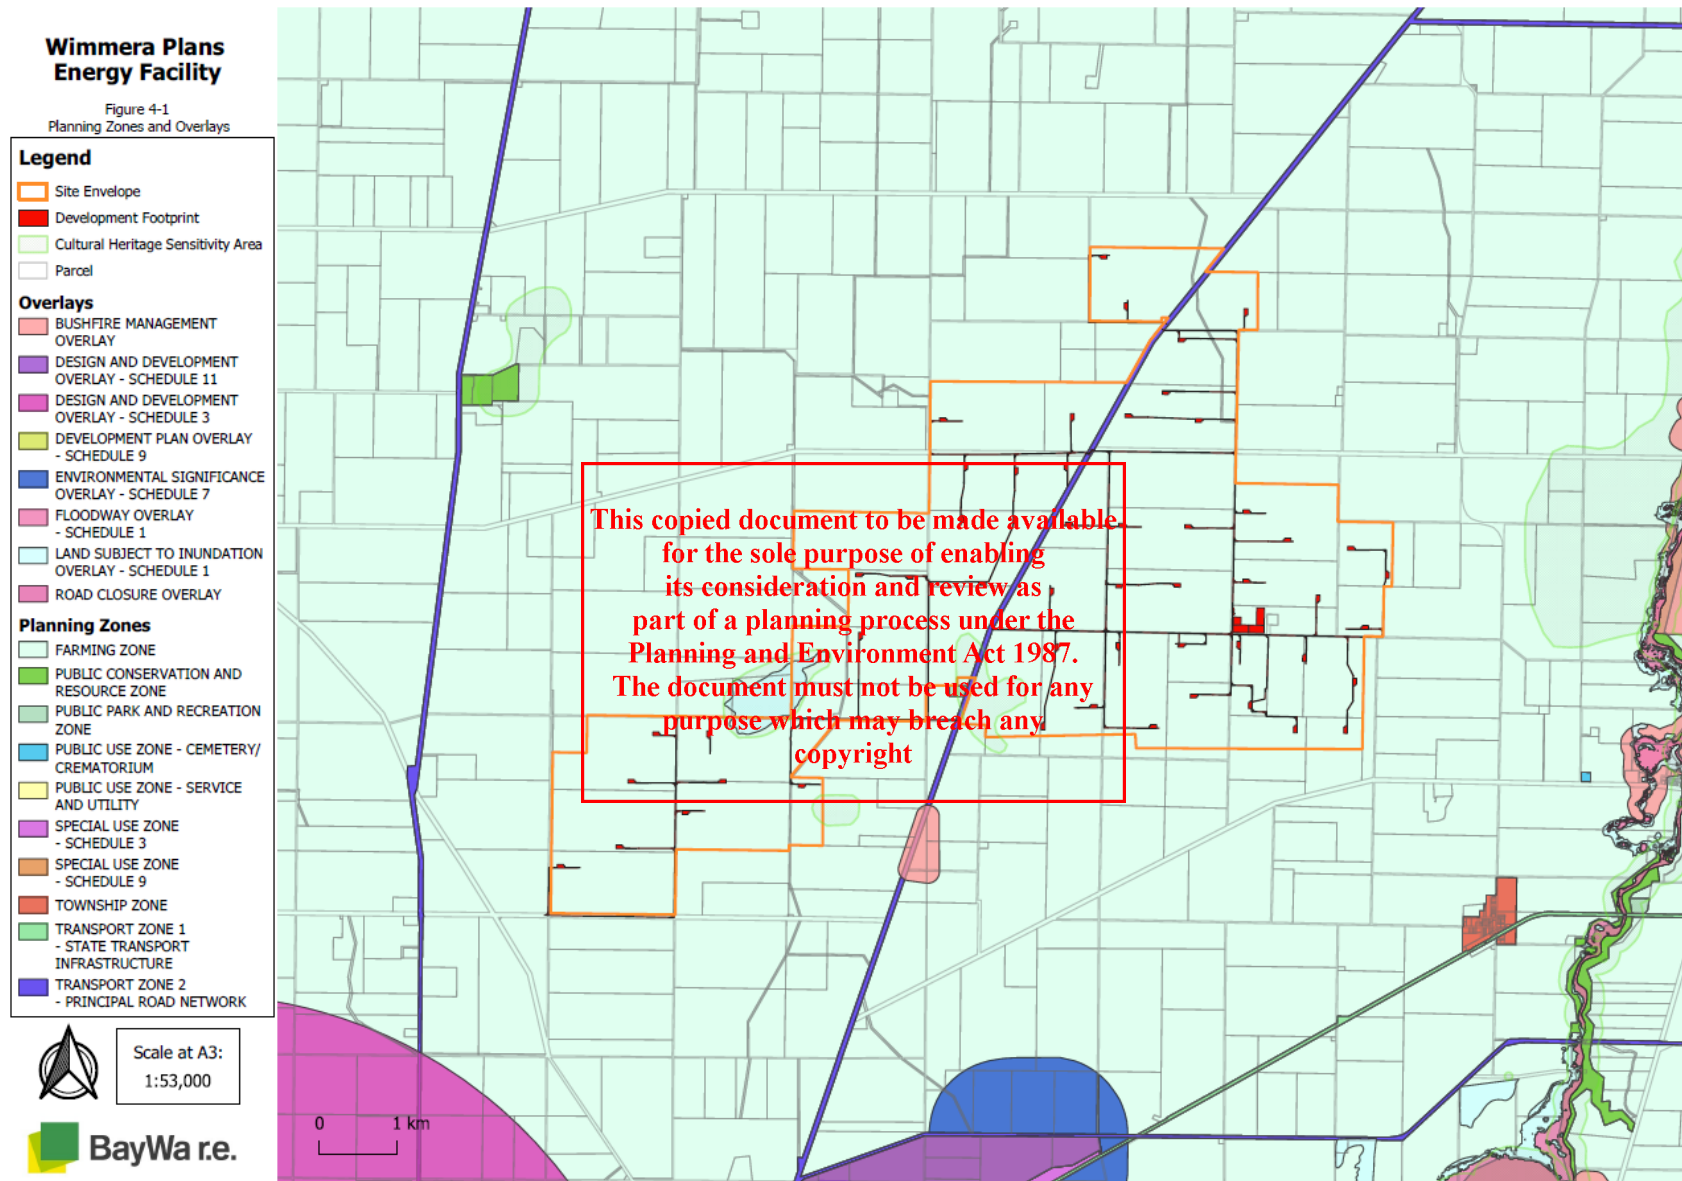 Wimmera Plans
Energy Facility
Figure 4-1
Planning Zones and Overlays
Legend
Site Envelope
Development Footprint
Cultural Heritage Sensitivity Area
Parcel
Overlays
BUSHFIRE MANAGEMENT
OVERLAY
DESIGN AND DEVELOPMENT
OVERLAY - SCHEDULE 11
DESIGN AND DEVELOPMENT
OVERLAY - SCHEDULE 3
DEVELOPMENT PLAN OVERLAY
- SCHEDULE 9
ENVIRONMENTAL SIGNIFICANCE
OVERLAY - SCHEDULE 7
FLOODWAY OVERLAY
- SCHEDULE 1
LAND SUBJECT TO INUNDATION
OVERLAY - SCHEDULE 1
ROAD CLOSURE OVERLAY
Planning Zones
FARMING ZONE
PUBLIC CONSERVATION AND
RESOURCE ZONE
PUBLIC PARK AND RECREATION
ZONE
PUBLIC USE ZONE - CEMETERY/
CREMATORIUM
PUBLIC USE ZONE - SERVICE
AND UTILITY
SPECIAL USE ZONE
- SCHEDULE 3
SPECIAL USE ZONE
- SCHEDULE 9
TOWNSHIP ZONE
TRANSPORT ZONE 1
- STATE TRANSPORT
INFRASTRUCTURE
TRANSPORT ZONE 2
- PRINCIPAL ROAD NETWORK
Scale at A3:
1:53,000
BayWa r.e.
0 1 km
This copied document to be made available
for the sole purpose of enabling
its consideration and review as
part of a planning process under the
Planning and Environment Act 1987.
The document must not be used for any
purpose which may breach any
copyright